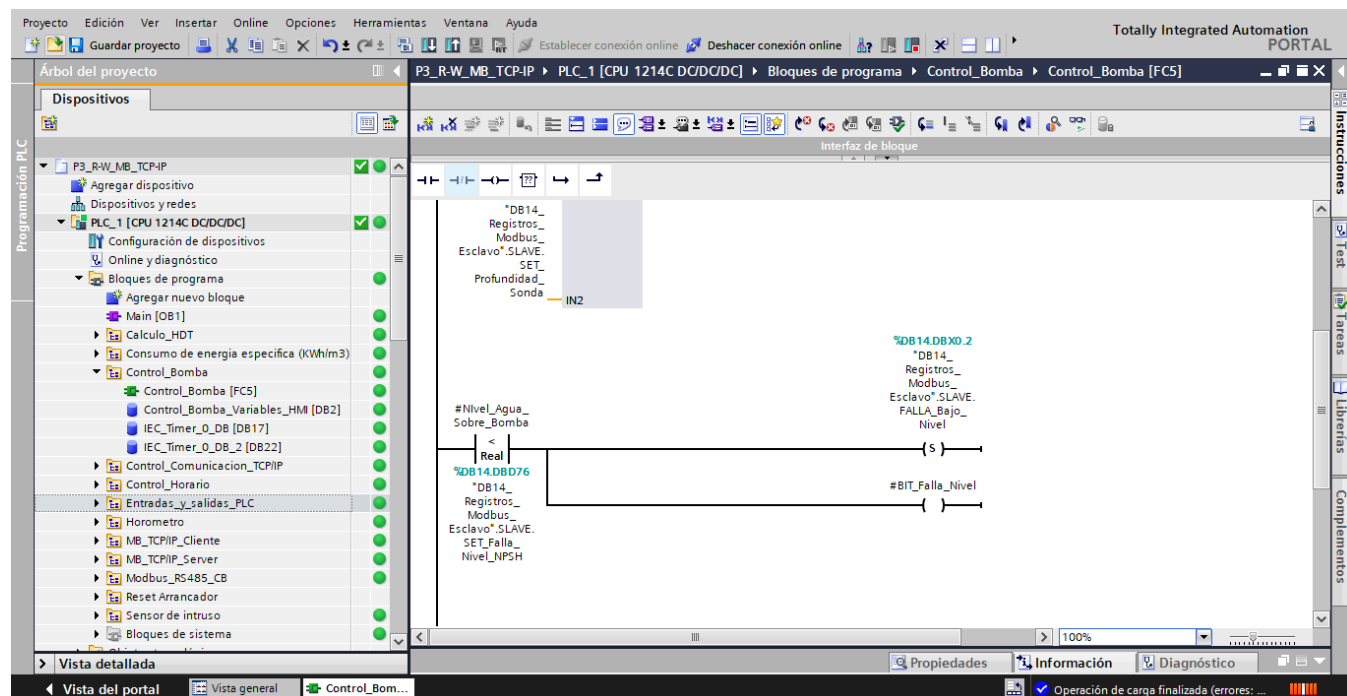 Proyecto Edición Ver Insertar Online Opciones Herramientas Ventana Ayuda
Totally Integrated Automation
PORTAL
Guardar proyecto
Establecer conexión online
Deshacer conexión online
Árbol del proyecto
P3_R-W_MB_TCP-IP PLC_1 [CPU 1214C DC/DC/DC] Bloques de programa Control_Bomba Control_Bomba [FC5]
Dispositivos
Programación PLC
P3_R-W_MB_TCP-IP
Agregar dispositivo
Dispositivos y redes
PLC_1 [CPU 1214C DC/DC/DC]
Configuración de dispositivos
Online y diagnóstico
Bloques de programa
Agregar nuevo bloque
Main [OB1]
Calculo_HDT
Consumo de energia especifica (KWh/m3)
Control_Bomba
Control_Bomba [FC5]
Control_Bomba_Variables_HMI [DB2]
IEC_Timer_0_DB [DB17]
IEC_Timer_0_DB_2 [DB22]
Control_Comunicacion_TCP/IP
Control_Horario
Entradas_y_salidas_PLC
Horometro
MB_TCP/IP_Cliente
MB_TCP/IP_Server
Modbus_RS485_CB
Reset Arrancador
Sensor de intruso
Bloques de sistema
Vista detallada
Interfaz de bloque
??
"DB14_
Registros_
Modbus_
Esclavo".SLAVE.
SET_
Profundidad_
Sonda
IN2
%DB14.DBX0.2
"DB14_
Registros_
Modbus_
Esclavo".SLAVE.
FALLA_Bajo_
Nivel
S
#NIvel_Agua_
Sobre_Bomba
<
Real
%DB14.DBD76
"DB14_
Registros_
Modbus_
Esclavo".SLAVE.
SET_Falla_
Nivel_NPSH
#BIT_Falla_Nivel
100%
Instrucciones
Test
Tareas
Librerías
Complementos
Propiedades
Información
Diagnóstico
Vista del portal
Vista general
Control_Bom...
Operación de carga finalizada (errores: ...